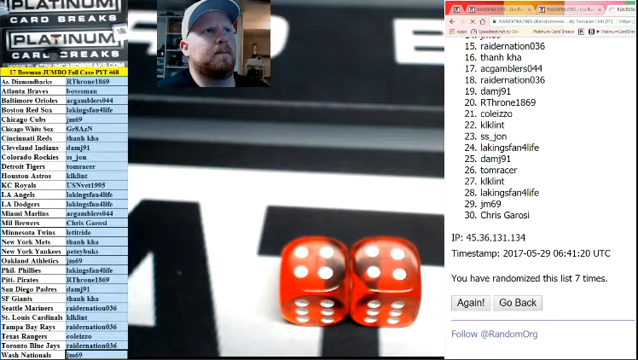 PLATINUM
CARD BREAKS
PLATINUM
CARD BREAKS
17 Bowman JUMBO Full Case PYT #68
Az. Diamondbacks RThrone1869
Atlanta Braves bosssman
Baltimore Orioles acgamblers044
Boston Red Sox lakingsfan4life
Chicago Cubs jm69
Chicago White Sox Gr8AzN
Cincinnati Reds thanh kha
Cleveland Indians damj91
Colorado Rockies ss_jon
Detroit Tigers tomracer
Houston Astros klklint
KC Royals USNvet1995
LA Angels lakingsfan4life
LA Dodgers lakingsfan4life
Miami Marlins acgamblers044
Mil Brewers Chris Garosi
Minnesota Twins letitride
New York Mets thanh kha
New York Yankees peteybuks
Oakland Athletics jm69
Phil. Phillies lakingsfan4life
Pitt. Pirates RThrone1869
San Diego Padres damj91
SF Giants thanh kha
Seattle Mariners raidernation036
St. Louis Cardinals klklint
Tampa Bay Rays raidernation036
Texas Rangers coleizzo
Toronto Blue Jays raidernation036
Wash Nationals jm69
15. raidernation036
16. thanh kha
17. acgamblers044
18. raidernation036
19. damj91
20. RThrone1869
21. coleizzo
22. klklint
23. ss_jon
24. lakingsfan4life
25. damj91
26. tomracer
27. klklint
28. lakingsfan4life
29. jm69
30. Chris Garosi
IP: 45.36.131.134
Timestamp: 2017-05-29 06:41:20 UTC
You have randomized this list 7 times.
Again! Go Back
Follow @RandomOrg